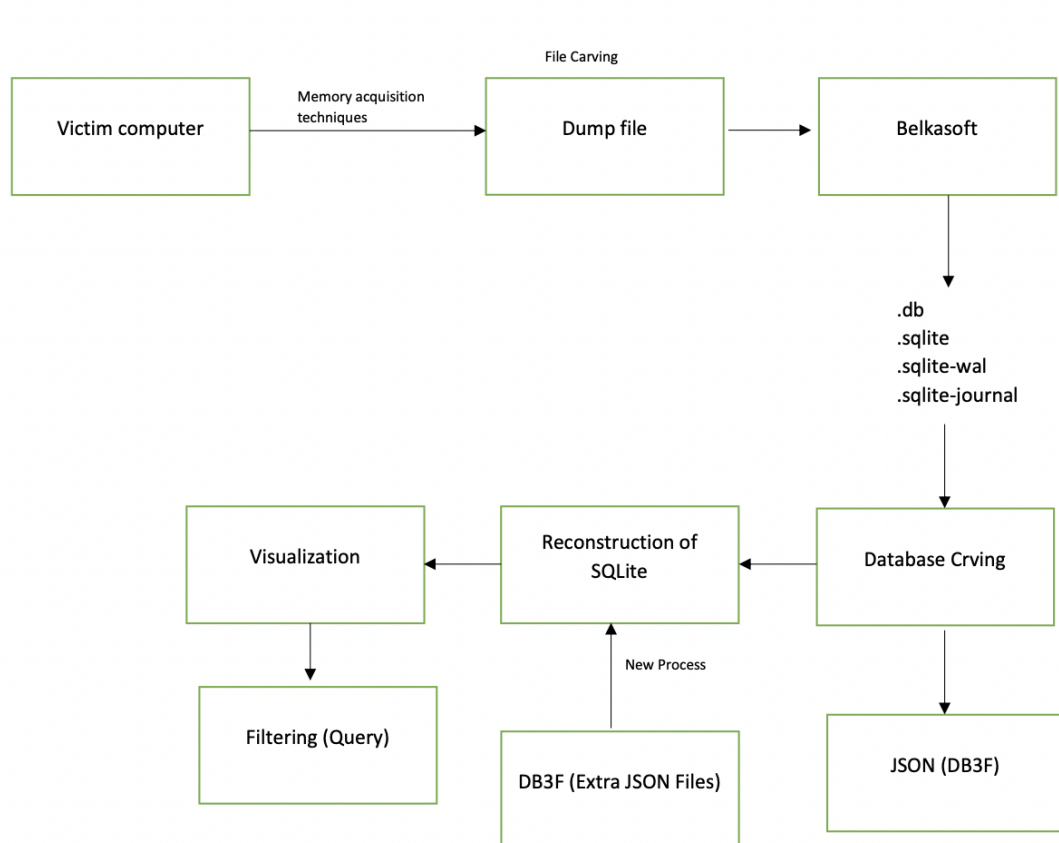 File Carving
Victim computer
Memory acquisition
techniques
Dump file
Belkasoft
.db
.sqlite
.sqlite-wal
.sqlite-journal
Visualization
Reconstruction of
SQLite
Database Crving
New Process
Filtering (Query)
DB3F (Extra JSON Files)
JSON (DB3F)